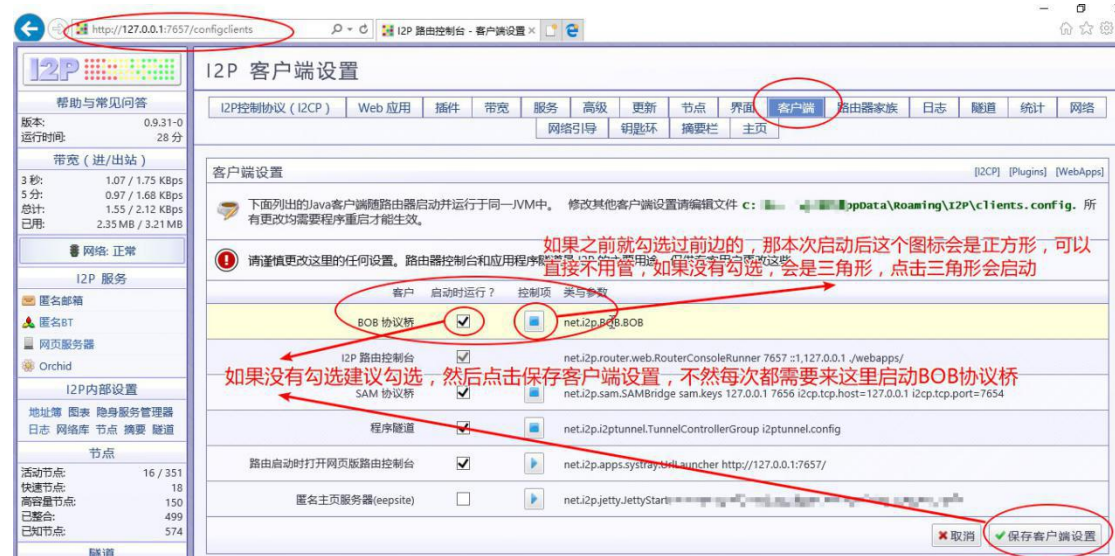 http://127.0.0.1:7657/configclients
I2P 路由控制台 - 客户端设置
I2P
I2P 客户端设置
帮助与常见问答
版本: 0.9.31-0
运行时间: 28 分
带宽 ( 进/出站 )
3 秒: 1.07 / 1.75 KBps
5 分: 0.97 / 1.68 KBps
总计: 1.55 / 2.12 KBps
已用: 2.35 MB / 3.21 MB
网络: 正常
I2P 服务
匿名邮箱
匿名BT
网页服务器
Orchid
I2P内部设置
地址簿 图表 隐身服务管理器
日志 网络库 节点 摘要 隧道
节点
活动节点: 16 / 351
快速节点: 18
高容量节点: 150
已整合: 499
已知节点: 574
隧道
I2P控制协议 ( I2CP ) Web 应用 插件 带宽 服务 高级 更新 节点 界面 客户端 路由器家族 日志 隧道 统计 网络
网络引导 钥匙环 摘要栏 主页
客户端设置 [I2CP] [Plugins] [WebApps]
下面列出的Java客户端随路由器启动并运行于同一JVM中。 修改其他客户端设置请编辑文件 C: ppData\Roaming\I2P\clients.config. 所
有更改均需要程序重启才能生效。
如果之前就勾选过前边的，那本次启动后这个图标会是正方形，可以
直接不用管，如果没有勾选，会是三角形，点击三角形会启动
请谨慎更改这里的任何设置。路由器控制台和应用程序隧道
客户 启动时运行？ 控制项 类与参数
BOB 协议桥 net.i2p.BOB.BOB
I2P 路由控制台 net.i2p.router.web.RouterConsoleRunner 7657 ::1,127.0.0.1 ./webapps/
如果没有勾选建议勾选，然后点击保存客户端设置，不然每次都需要来这里启动BOB协议桥
SAM 协议桥 net.i2p.sam.SAMBridge sam.keys 127.0.0.1 7656 i2cp.tcp.host=127.0.0.1 i2cp.tcp.port=7654
程序隧道 net.i2p.i2ptunnel.TunnelControllerGroup i2ptunnel.config
路由启动时打开网页版路由控制台 net.i2p.apps.systray.UrlLauncher http://127.0.0.1:7657/
匿名主页服务器(eepsite) net.i2p.jetty.JettyStart
取消 保存客户端设置